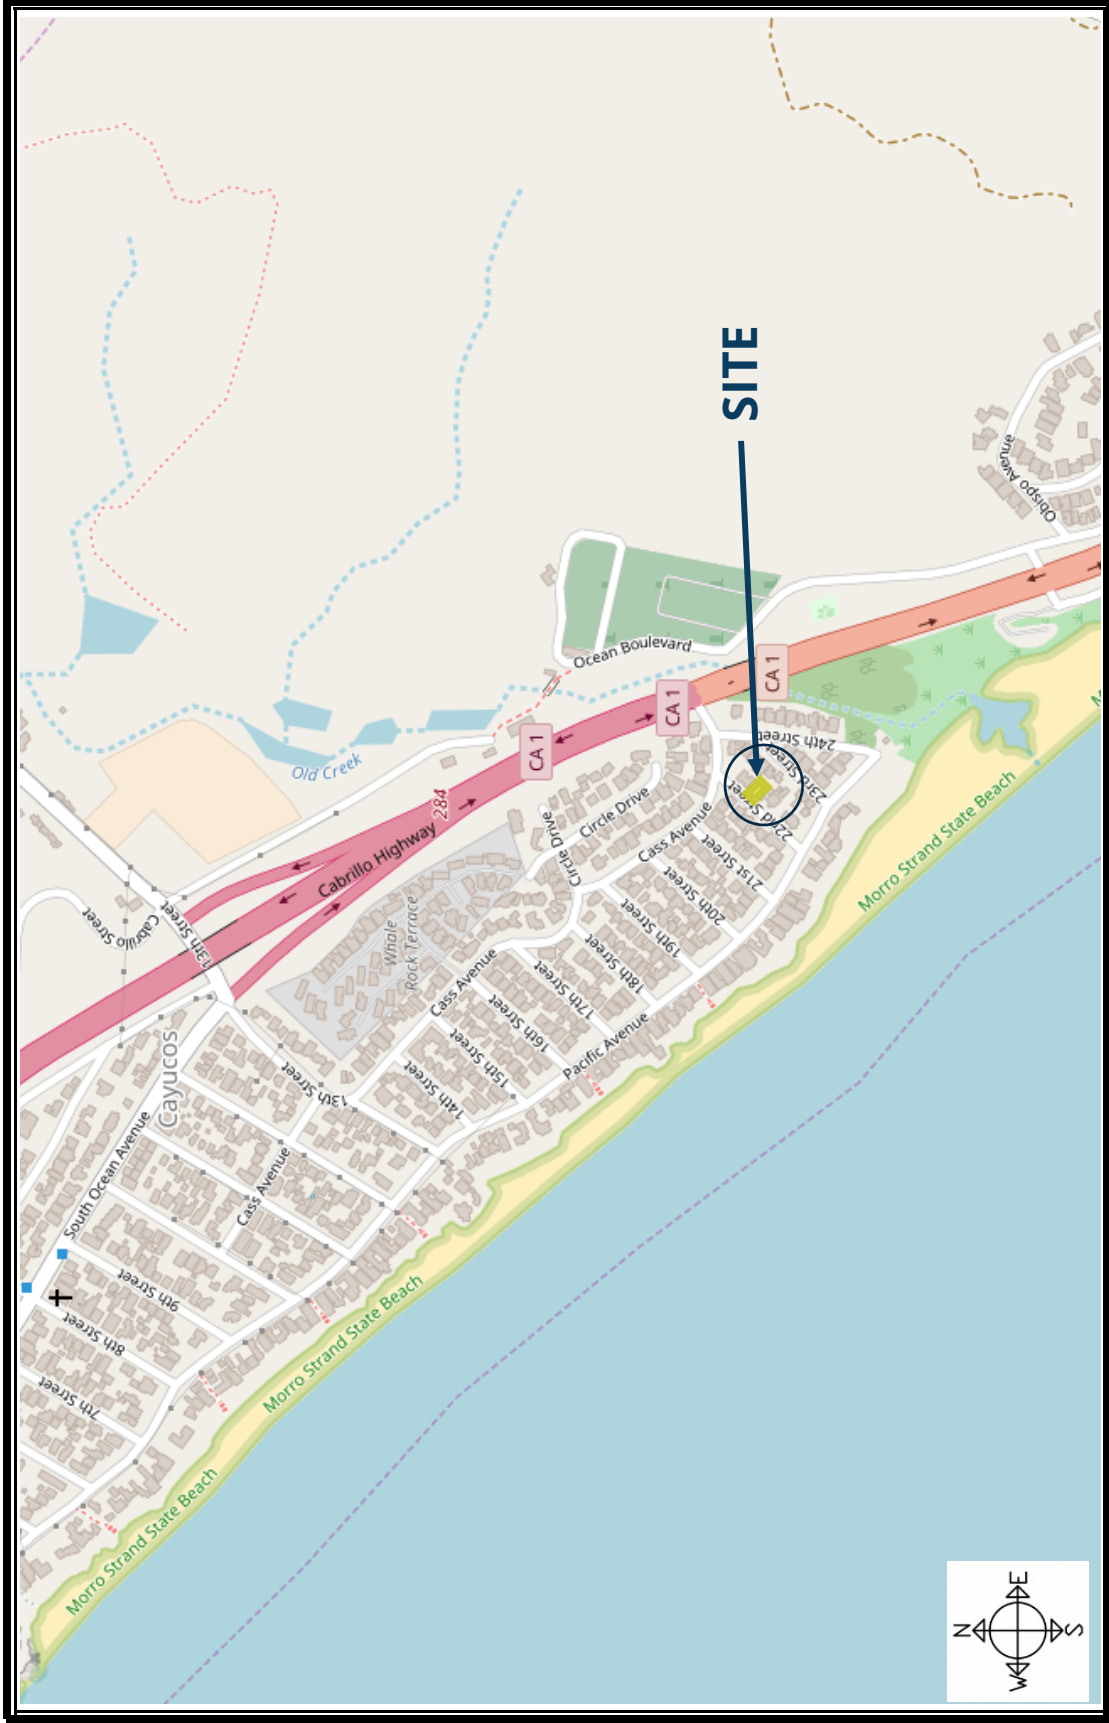 SITE
Obispo Avenue
Ocean Boulevard
CA 1
CA 1
CA 1
24th Street
23rd Street
22nd Street
21st Street
20th Street
19th Street
18th Street
17th Street
16th Street
15th Street
14th Street
13th Street
13th Street
Circle Drive
Circle Drive
Cass Avenue
Cass Avenue
Cass Avenue
Pacific Avenue
Old Creek
284
Cabrillo Highway
Cabrillo Street
Whale
Rock Terrace
Cayucos
South Ocean Avenue
9th Street
8th Street
7th Street
Morro Strand State Beach
Morro Strand State Beach
Morro Strand State Beach
M
N
E
S
W